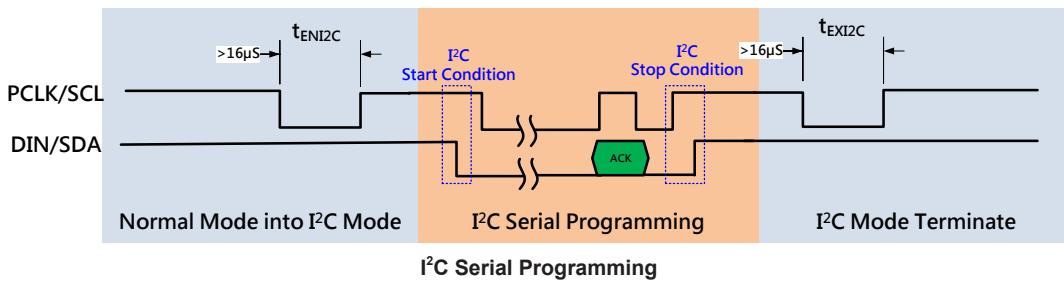 tENI2C
>16µS
I²C
Start Condition
I²C
Stop Condition
tEXI2C
>16µS
PCLK/SCL
DIN/SDA
ACK
Normal Mode into I²C Mode
I²C Serial Programming
I²C Mode Terminate
I²C Serial Programming